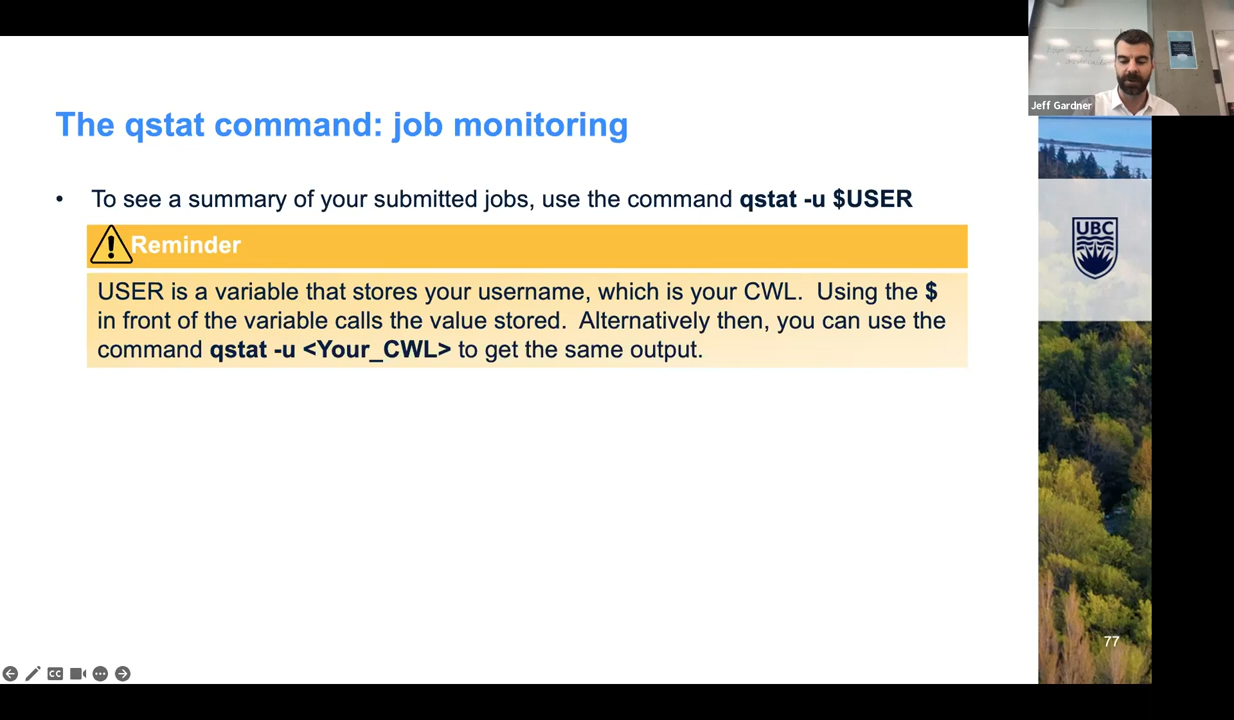 The qstat command: job monitoring
• To see a summary of your submitted jobs, use the command qstat -u $USER
Reminder
USER is a variable that stores your username, which is your CWL. Using the $
in front of the variable calls the value stored. Alternatively then, you can use the
command qstat -u <Your_CWL> to get the same output.
Jeff Gardner
UBC
77
CC